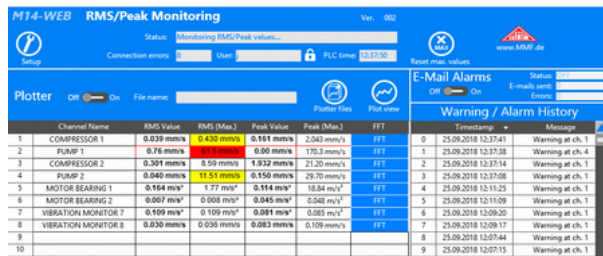 M14-WEB RMS/Peak Monitoring Ver. 002
Status: Monitoring RMS/Peak values...
Connection errors: 8 User: PLC time: 12:37:50
Setup
MAX
Reset max. values
www.MMF.de
Plotter Off On File name:
Plotter files Plot view
E-Mail Alarms
Off On
Status: OFF
E-mails sent:
Errors:
Warning / Alarm History
Channel Name RMS Value RMS (Max.) Peak Value Peak (Max.) FFT
1 COMPRESSOR 1 0.039 mm/s 0.430 mm/s 0.161 mm/s 2.043 mm/s FFT
2 PUMP 1 0.76 mm/s 61.5 mm/s 0.00 mm/s 170.3 mm/s FFT
3 COMPRESSOR 2 0.301 mm/s 8.59 mm/s 1.932 mm/s 21.20 mm/s FFT
4 PUMP 2 0.040 mm/s 11.51 mm/s 0.150 mm/s 29.70 mm/s FFT
5 MOTOR BEARING 1 0.164 m/s² 1.77 m/s² 0.114 m/s² 18.84 m/s² FFT
6 MOTOR BEARING 2 0.007 m/s² 0.008 m/s² 0.045 m/s² 0.048 m/s² FFT
7 VIBRATION MONITOR 7 0.109 m/s² 0.109 m/s² 0.081 m/s² 0.085 m/s² FFT
8 VIBRATION MONITOR 8 0.030 mm/s 0.036 mm/s 0.083 mm/s 0.109 mm/s FFT
9
10
Timestamp Message
0 25.09.2018 12:37:41 Warning at ch. 1
1 25.09.2018 12:37:38 Warning at ch. 1
2 25.09.2018 12:37:14 Warning at ch. 1
3 25.09.2018 12:37:08 Warning at ch. 1
4 25.09.2018 12:11:25 Warning at ch. 1
5 25.09.2018 12:11:09 Warning at ch. 1
6 25.09.2018 12:09:20 Warning at ch. 1
7 25.09.2018 12:09:17 Warning at ch. 1
8 25.09.2018 12:07:44 Warning at ch. 1
9 25.09.2018 12:07:15 Warning at ch. 1